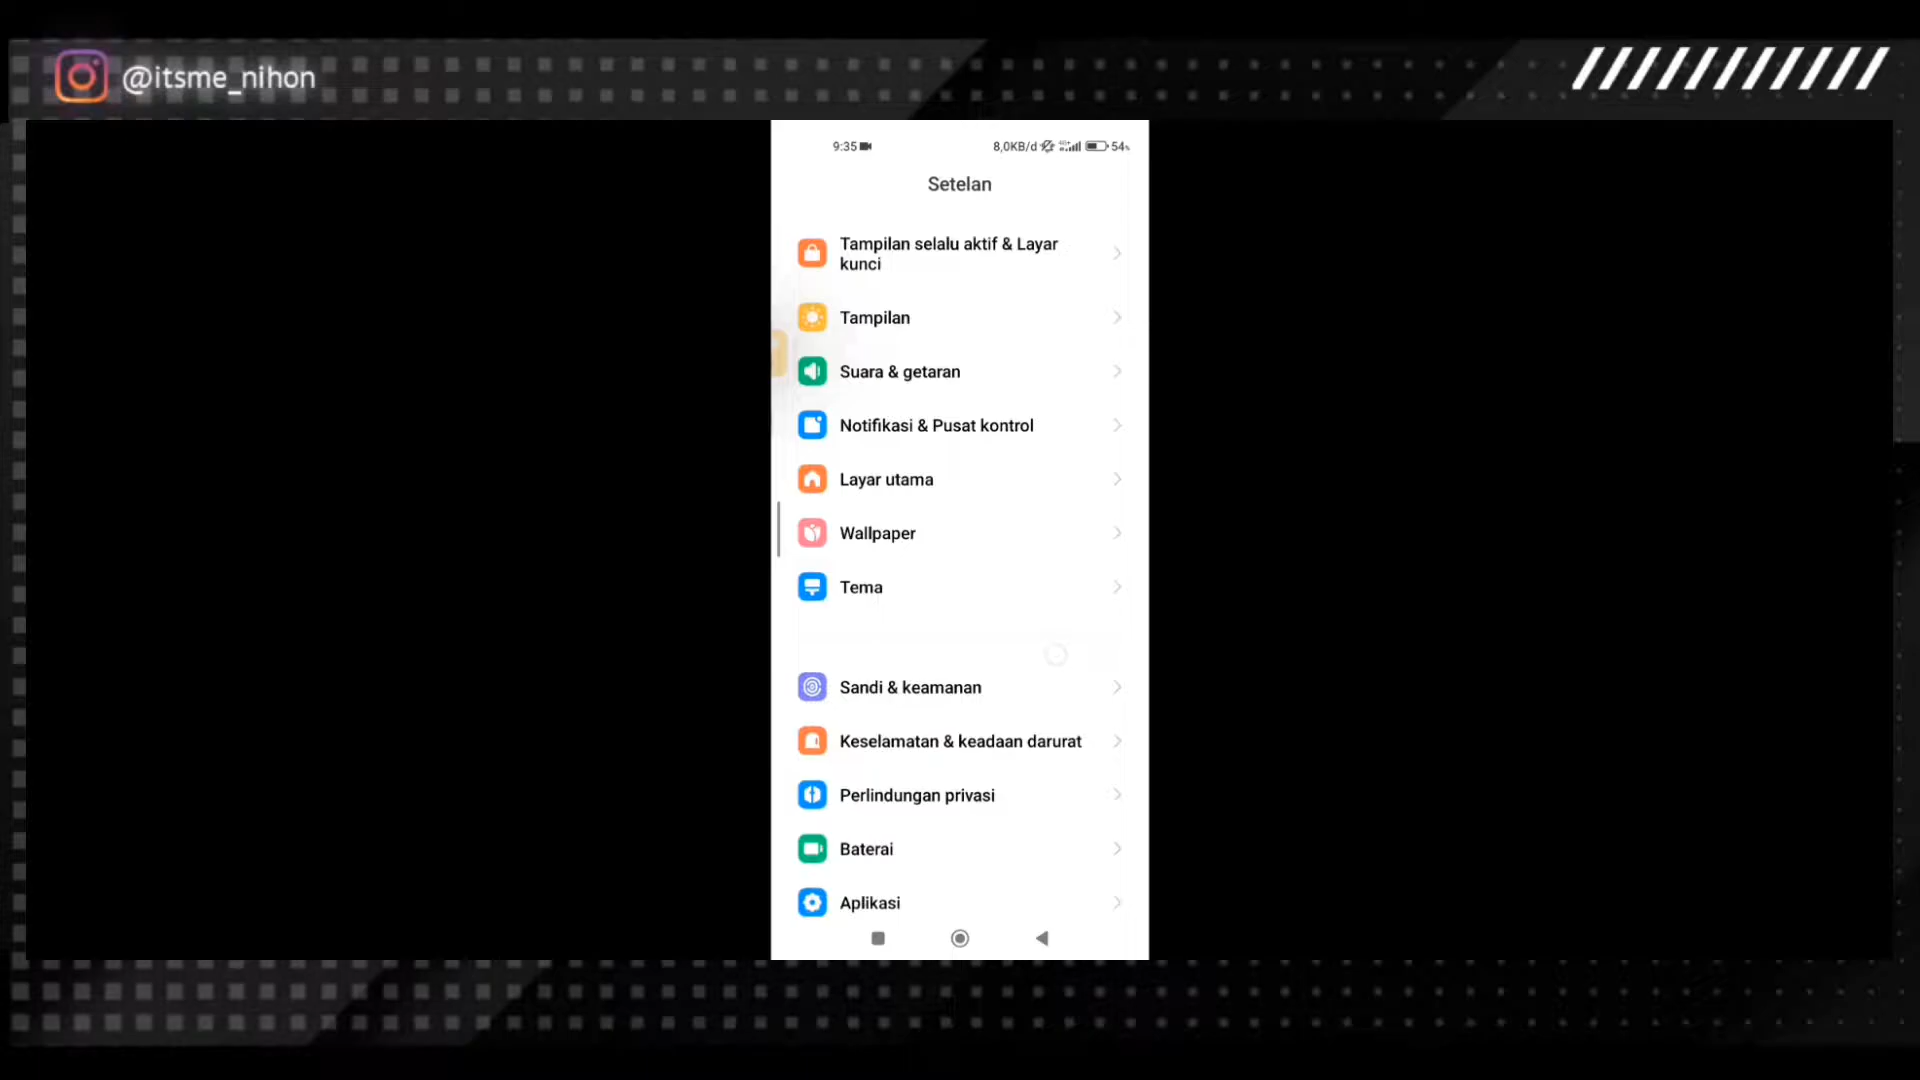 @itsme_nihon
9:35 8,0KB/d 54%
Setelan
Tampilan selalu aktif & Layar
kunci
Tampilan
Suara & getaran
Notifikasi & Pusat kontrol
Layar utama
Wallpaper
Tema
Sandi & keamanan
Keselamatan & keadaan darurat
Perlindungan privasi
Baterai
Aplikasi